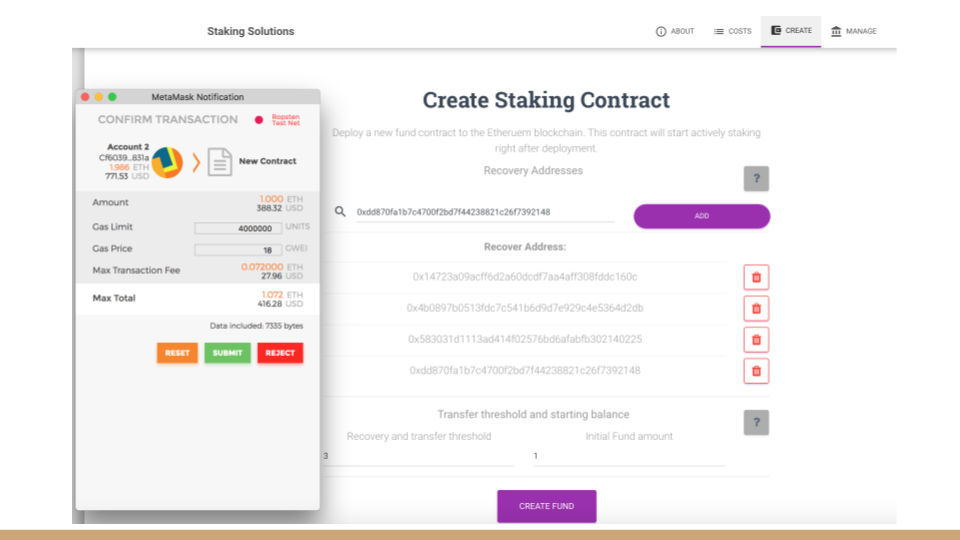 Staking Solutions
ABOUT
COSTS
CREATE
MANAGE
MetaMask Notification
CONFIRM TRANSACTION
Ropsten
Test Net
Account 2
Cf6039...831a
1.986 ETH
771.53 USD
New Contract
Amount
1.000 ETH
388.32 USD
Gas Limit
4000000 UNITS
Gas Price
18 GWEI
Max Transaction Fee
0.072000 ETH
27.96 USD
Max Total
1.072 ETH
416.28 USD
Data included: 7335 bytes
RESET
SUBMIT
REJECT
Create Staking Contract
Deploy a new fund contract to the Etheruem blockchain. This contract will start actively staking
right after deployment.
Recovery Addresses
?
0xdd870fa1b7c4700f2bd7f44238821c26f7392148
ADD
Recover Address:
0x14723a09acff6d2a60dcdf7aa4aff308fddc160c
0x4b0897b0513fdc7c541b6d9d7e929c4e5364d2db
0x583031d1113ad414f02576bd6afabfb302140225
0xdd870fa1b7c4700f2bd7f44238821c26f7392148
Transfer threshold and starting balance
?
Recovery and transfer threshold
Initial Fund amount
3
1
CREATE FUND